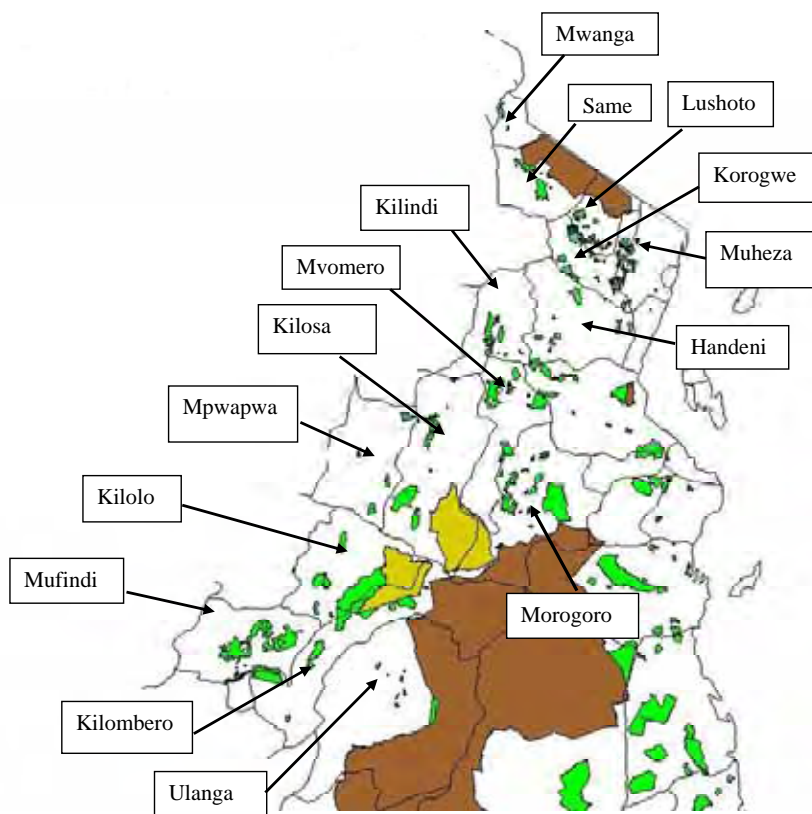 Mwanga
Same
Lushoto
Korogwe
Kilindi
Muheza
Mvomero
Kilosa
Handeni
Mpwapwa
Kilolo
Mufindi
Morogoro
Kilombero
Ulanga